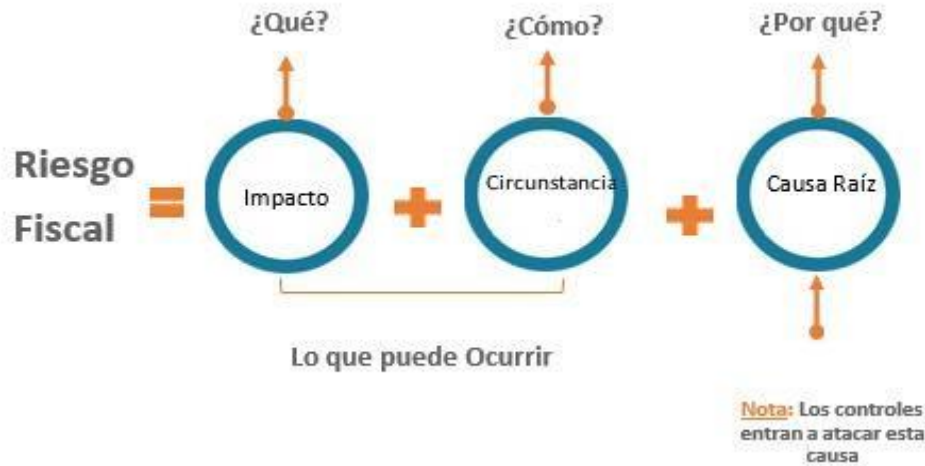 ¿Qué?
¿Cómo?
¿Por qué?
Riesgo
Fiscal
=
Impacto
+
Circunstancia
+
Causa Raíz
Lo que puede Ocurrir
Nota: Los controles
entran a atacar esta
causa